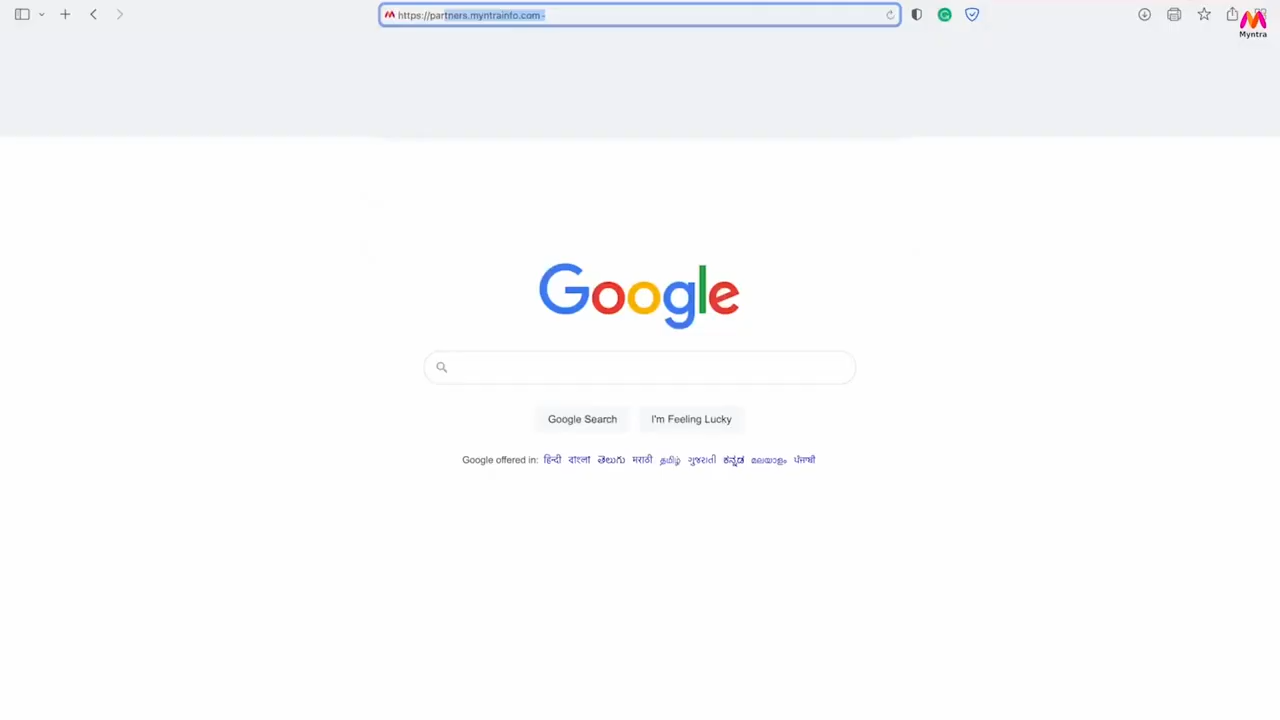 https://partners.myntrainfo.com -
Myntra
Google
Google Search
I'm Feeling Lucky
Google offered in: हिन्दी বাংলা తెలుగు मराठी தமிழ் ગુજરાતી ಕನ್ನಡ മലയാളം ਪੰਜਾਬੀ